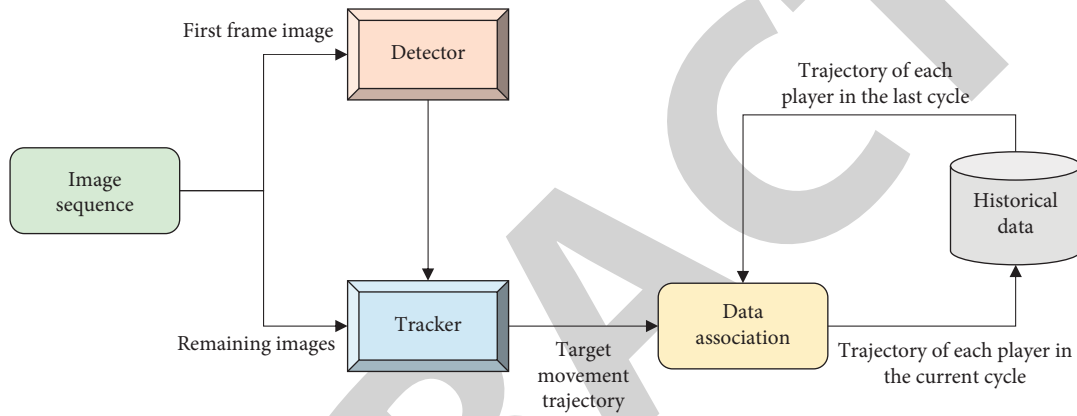 First frame image
Detector
Trajectory of each
player in the last cycle
Image
sequence
Historical
data
Remaining images
Tracker
Target
movement
trajectory
Data
association
Trajectory of each player in
the current cycle
RACT